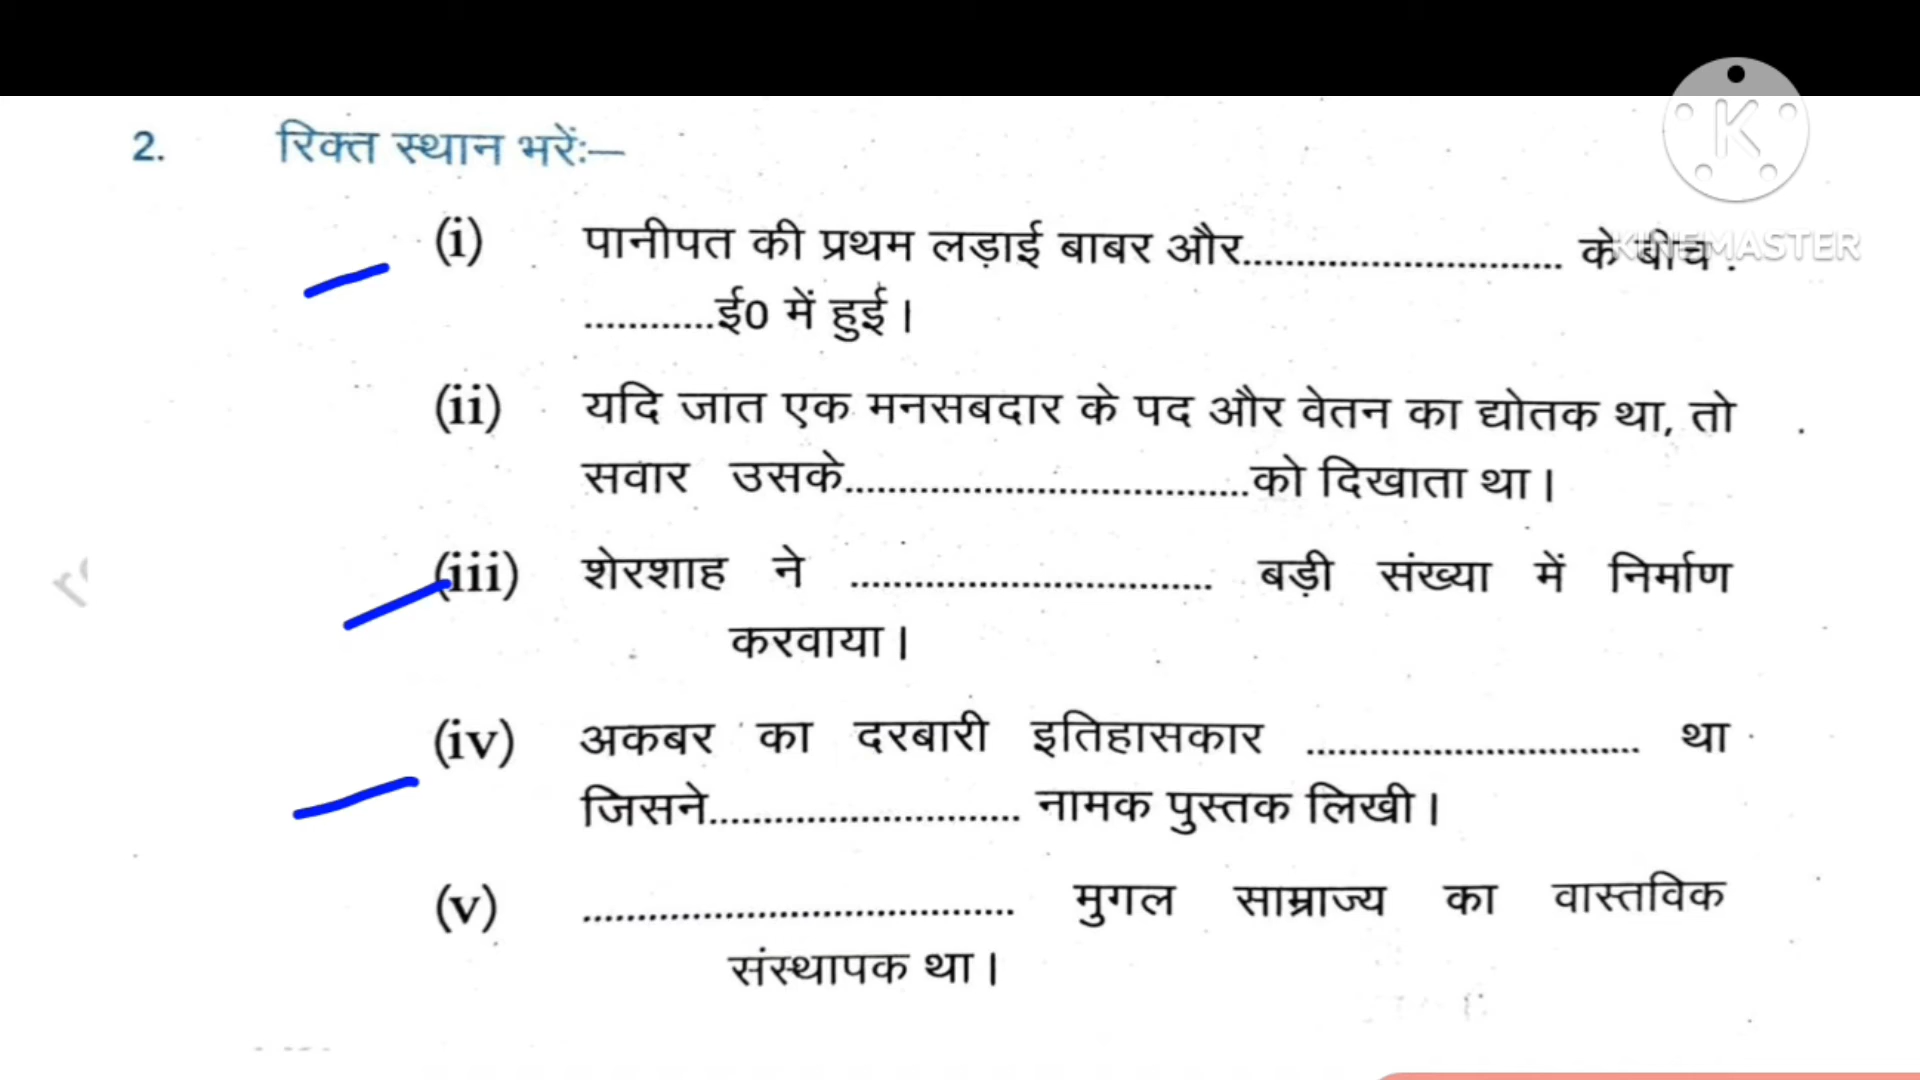 2. रिक्त स्थान भरें:—
K
KINEMASTER
(i) पानीपत की प्रथम लड़ाई बाबर और.............................. के बीच .
.............ई0 में हुई।
(ii) यदि जात एक मनसबदार के पद और वेतन का द्योतक था, तो
सवार उसके......................................को दिखाता था।
(iii) शेरशाह ने .................................. बड़ी संख्या में निर्माण
करवाया।
(iv) अकबर का दरबारी इतिहासकार ............................... था
जिसने............................. नामक पुस्तक लिखी।
(v) ........................................ मुगल साम्राज्य का वास्तविक
संस्थापक था।